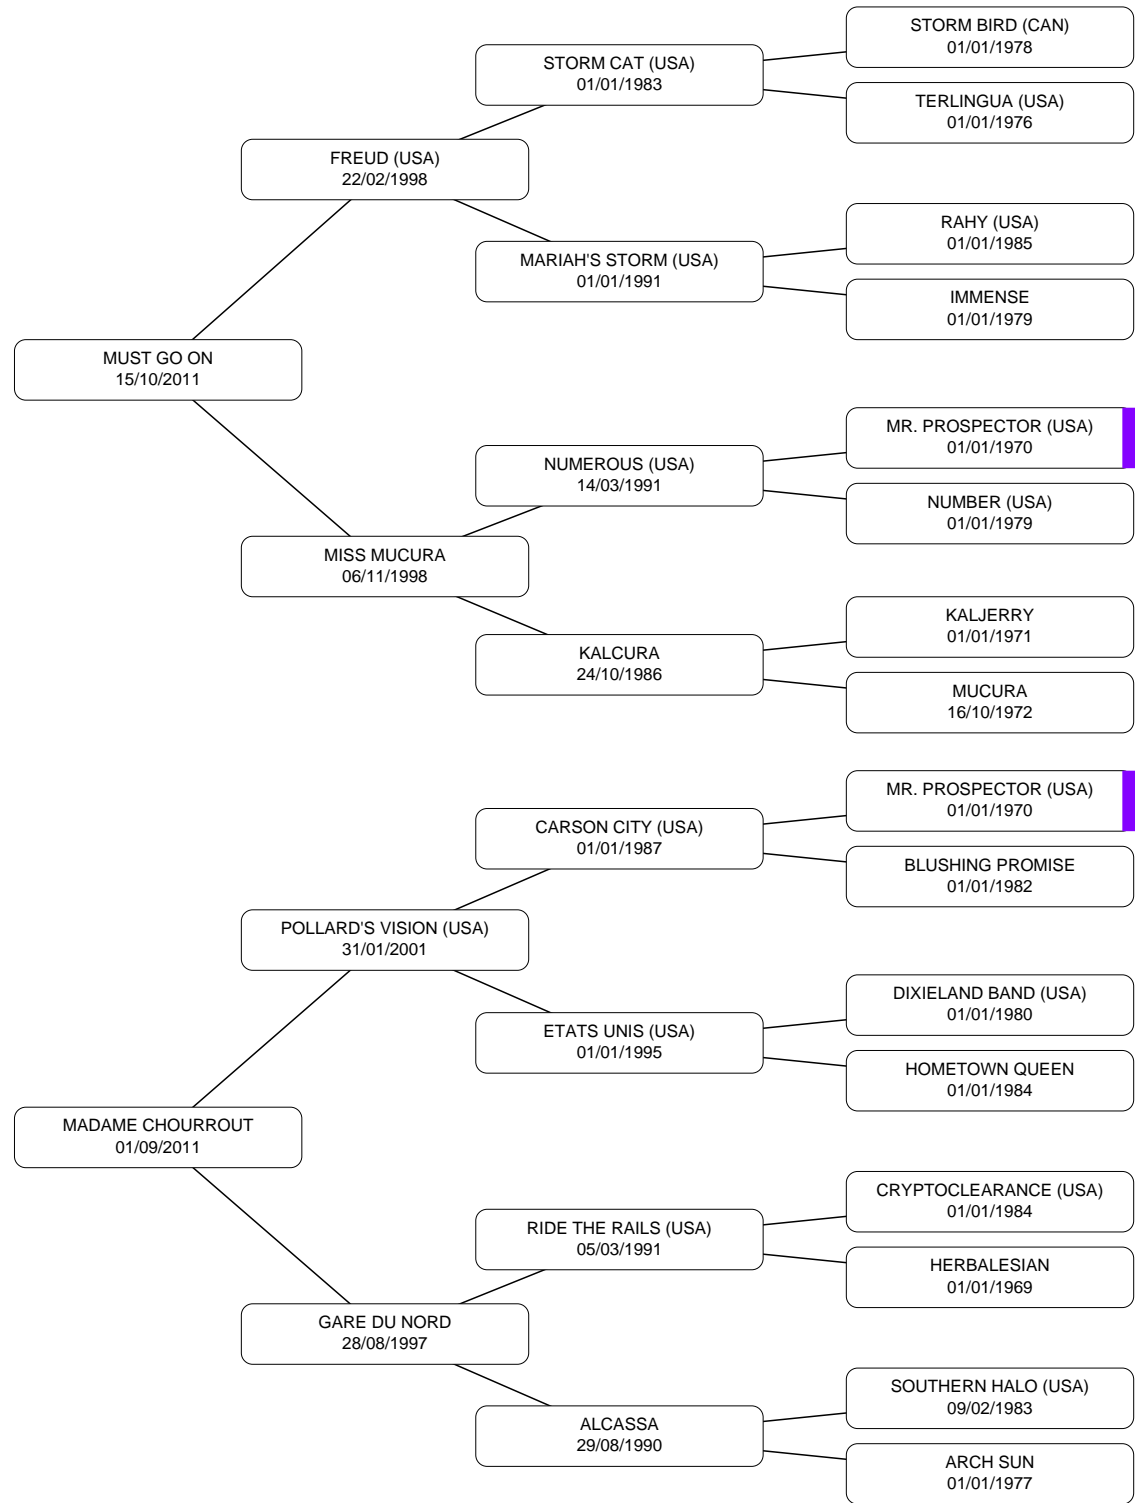 STORM BIRD (CAN)
01/01/1978
STORM CAT (USA)
01/01/1983
TERLINGUA (USA)
01/01/1976
FREUD (USA)
22/02/1998
RAHY (USA)
01/01/1985
MARIAH'S STORM (USA)
01/01/1991
IMMENSE
01/01/1979
MUST GO ON
15/10/2011
MR. PROSPECTOR (USA)
01/01/1970
NUMEROUS (USA)
14/03/1991
NUMBER (USA)
01/01/1979
MISS MUCURA
06/11/1998
KALJERRY
01/01/1971
KALCURA
24/10/1986
MUCURA
16/10/1972
MR. PROSPECTOR (USA)
01/01/1970
CARSON CITY (USA)
01/01/1987
BLUSHING PROMISE
01/01/1982
POLLARD'S VISION (USA)
31/01/2001
DIXIELAND BAND (USA)
01/01/1980
ETATS UNIS (USA)
01/01/1995
HOMETOWN QUEEN
01/01/1984
MADAME CHOURROUT
01/09/2011
CRYPTOCLEARANCE (USA)
01/01/1984
RIDE THE RAILS (USA)
05/03/1991
HERBALESIAN
01/01/1969
GARE DU NORD
28/08/1997
SOUTHERN HALO (USA)
09/02/1983
ALCASSA
29/08/1990
ARCH SUN
01/01/1977